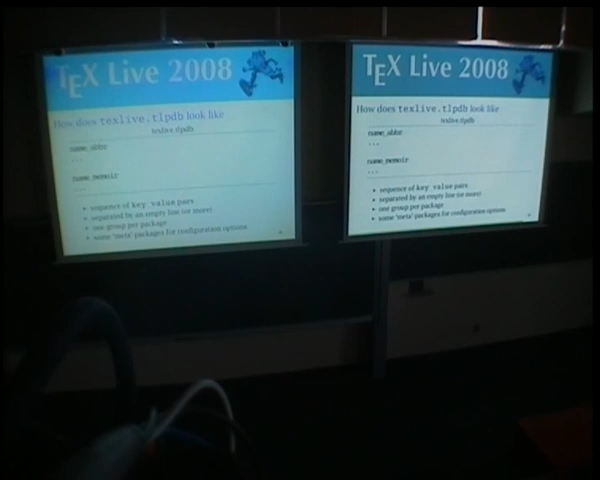 TEX Live 2008
How does texlive.tlpdb look like
texlive.tlpdb
name abbr
...
name memoir
...
• sequence of key value pairs
• separated by an empty line (or more)
• one group per package
• some 'meta' packages for configuration options
TEX Live 2008
How does texlive.tlpdb look like
texlive.tlpdb
name abbr
...
name memoir
...
• sequence of key value pairs
• separated by an empty line (or more)
• one group per package
• some 'meta' packages for configuration options